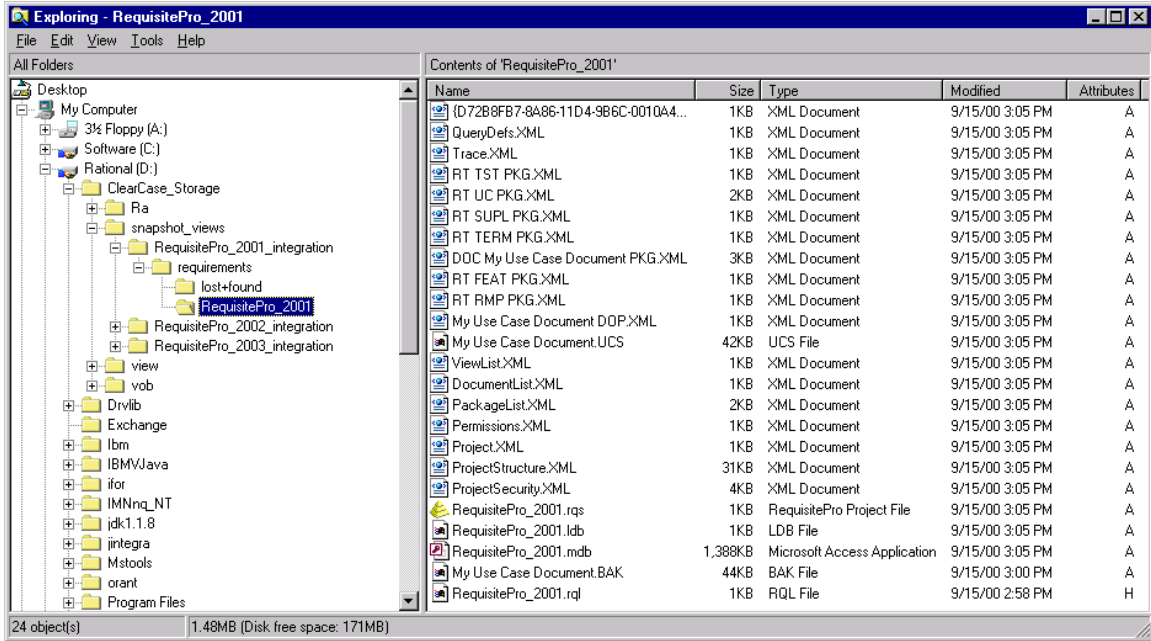 Exploring - RequisitePro_2001
File Edit View Tools Help
All Folders
Contents of 'RequisitePro_2001'
Desktop
My Computer
3½ Floppy (A:)
Software (C:)
Rational (D:)
ClearCase_Storage
Ra
snapshot_views
RequisitePro_2001_integration
requirements
lost+found
RequisitePro_2001
RequisitePro_2002_integration
RequisitePro_2003_integration
view
vob
Drvlib
Exchange
Ibm
IBMVJava
ifor
IMNnq_NT
jdk1.1.8
jintegra
Mstools
orant
Program Files
Name Size Type Modified Attributes
{D72B8FB7-8A86-11D4-9B6C-0010A4... 1KB XML Document 9/15/00 3:05 PM A
QueryDefs.XML 1KB XML Document 9/15/00 3:05 PM A
Trace.XML 1KB XML Document 9/15/00 3:05 PM A
RT TST PKG.XML 1KB XML Document 9/15/00 3:05 PM A
RT UC PKG.XML 2KB XML Document 9/15/00 3:05 PM A
RT SUPL PKG.XML 1KB XML Document 9/15/00 3:05 PM A
RT TERM PKG.XML 1KB XML Document 9/15/00 3:05 PM A
DOC My Use Case Document PKG.XML 3KB XML Document 9/15/00 3:05 PM A
RT FEAT PKG.XML 1KB XML Document 9/15/00 3:05 PM A
RT RMP PKG.XML 1KB XML Document 9/15/00 3:05 PM A
My Use Case Document DOP.XML 1KB XML Document 9/15/00 3:05 PM A
My Use Case Document.UCS 42KB UCS File 9/15/00 3:05 PM A
ViewList.XML 1KB XML Document 9/15/00 3:05 PM A
DocumentList.XML 1KB XML Document 9/15/00 3:05 PM A
PackageList.XML 2KB XML Document 9/15/00 3:05 PM A
Permissions.XML 1KB XML Document 9/15/00 3:05 PM A
Project.XML 1KB XML Document 9/15/00 3:05 PM A
ProjectStructure.XML 31KB XML Document 9/15/00 3:05 PM A
ProjectSecurity.XML 4KB XML Document 9/15/00 3:05 PM A
RequisitePro_2001.rqs 1KB RequisitePro Project File 9/15/00 3:05 PM A
RequisitePro_2001.ldb 1KB LDB File 9/15/00 3:05 PM A
RequisitePro_2001.mdb 1,388KB Microsoft Access Application 9/15/00 3:05 PM A
My Use Case Document.BAK 44KB BAK File 9/15/00 3:00 PM A
RequisitePro_2001.rql 1KB RQL File 9/15/00 2:58 PM H
24 object(s) 1.48MB (Disk free space: 171MB)